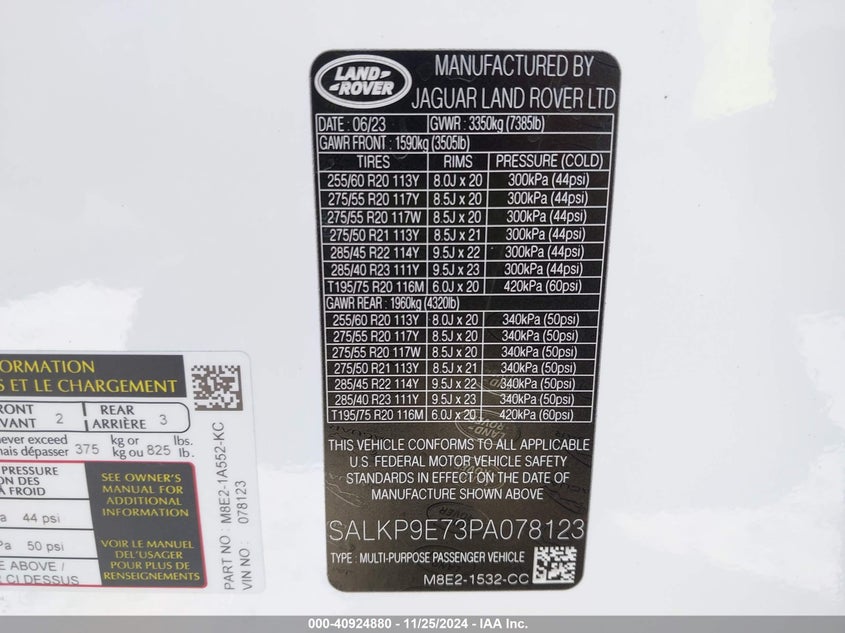 LAND
ROVER
MANUFACTURED BY
JAGUAR LAND ROVER LTD
DATE : 06/23 GVWR : 3350kg (7385lb)
GAWR FRONT : 1590kg (3505lb)
TIRES RIMS PRESSURE (COLD)
255/60 R20 113Y 8.0J x 20 300kPa (44psi)
275/55 R20 117Y 8.5J x 20 300kPa (44psi)
275/55 R20 117W 8.5J x 20 300kPa (44psi)
275/50 R21 113Y 8.5J x 21 300kPa (44psi)
285/45 R22 114Y 9.5J x 22 300kPa (44psi)
285/40 R23 111Y 9.5J x 23 300kPa (44psi)
T195/75 R20 116M 6.0J x 20 420kPa (60psi)
GAWR REAR : 1960kg (4320lb)
255/60 R20 113Y 8.0J x 20 340kPa (50psi)
275/55 R20 117Y 8.5J x 20 340kPa (50psi)
275/55 R20 117W 8.5J x 20 340kPa (50psi)
275/50 R21 113Y 8.5J x 21 340kPa (50psi)
285/45 R22 114Y 9.5J x 22 340kPa (50psi)
285/40 R23 111Y 9.5J x 23 340kPa (50psi)
T195/75 R20 116M 6.0J x 20 420kPa (60psi)
THIS VEHICLE CONFORMS TO ALL APPLICABLE
U.S. FEDERAL MOTOR VEHICLE SAFETY
STANDARDS IN EFFECT ON THE DATE OF
MANUFACTURE SHOWN ABOVE
SALKP9E73PA078123
TYPE : MULTI-PURPOSE PASSENGER VEHICLE
M8E2-1532-CC
FORMATION
S ET LE CHARGEMENT
FRONT 2 REAR 3
VANT ARRIÈRE
never exceed 375 kg or 825 lbs.
mais dépasser kg ou lb.
PRESSURE
ON DES
À FROID
a 44 psi
Pa 50 psi
E ABOVE /
CI DESSUS
SEE OWNER'S
MANUAL FOR
ADDITIONAL
INFORMATION
VOIR LE MANUEL
DE L'USAGER
POUR PLUS DE
RENSEIGNEMENTS
PART NO : M8E2-1A552-KC
VIN NO : 078123
000-40924880 - 11/25/2024 - IAA Inc.